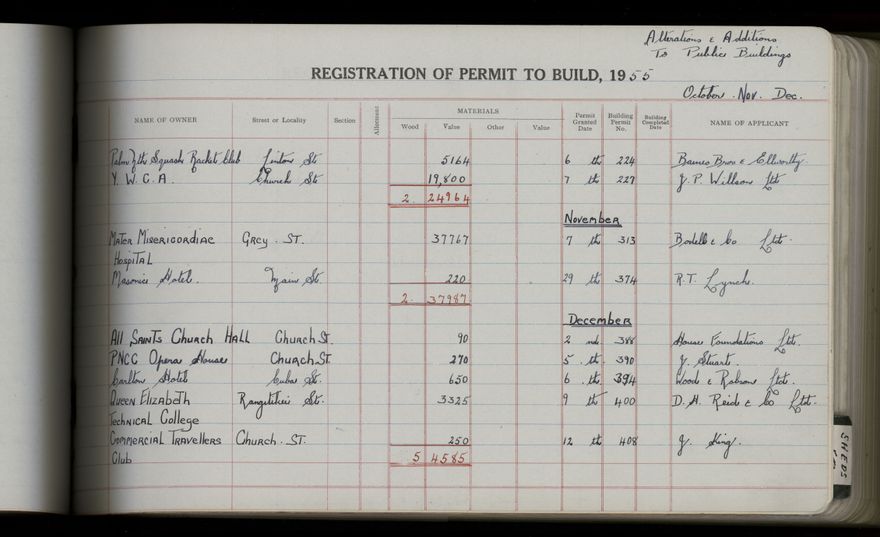 Alterations & Additions
To Public Buildings
REGISTRATION OF PERMIT TO BUILD, 1955
October. Nov. Dec.
NAME OF OWNER Street or Locality Section Allotment MATERIALS Wood Value Other Value Permit Granted Date Building Permit No. Building Completed Date NAME OF APPLICANT
Palm Nth Squash Racket Club Linton St. 5164 6 th 224 Barnes Bros & Ellworthy.
Y. W. C. A. Church St 19,800 7 th 227 J. P. Willson Ltd
2 24964
November
Mater Misericordiae Grey. St. 37767 7 th 313 Bodell & Co Ltd.
Hospital
Masonic Hotel. Main St. 220 29 th 374 R.T. Lynch.
2 37987
December
All Saints Church Hall Church St. 90 2 nd 388 House Foundations Ltd.
PNCC Opera House Church St. 270 5 th 390 J. Stuart.
Carlton Hotel Cuba St. 650 6 th. 394 Wood & Robson Ltd.
Queen Elizabeth Rangitikei St. 3325 9 th 400 D. H. Reid & Co Ltd.
Technical College
Commercial Travellers Church. St. 250 12 th 408 J. King.
Club 5 4585
SHEDS